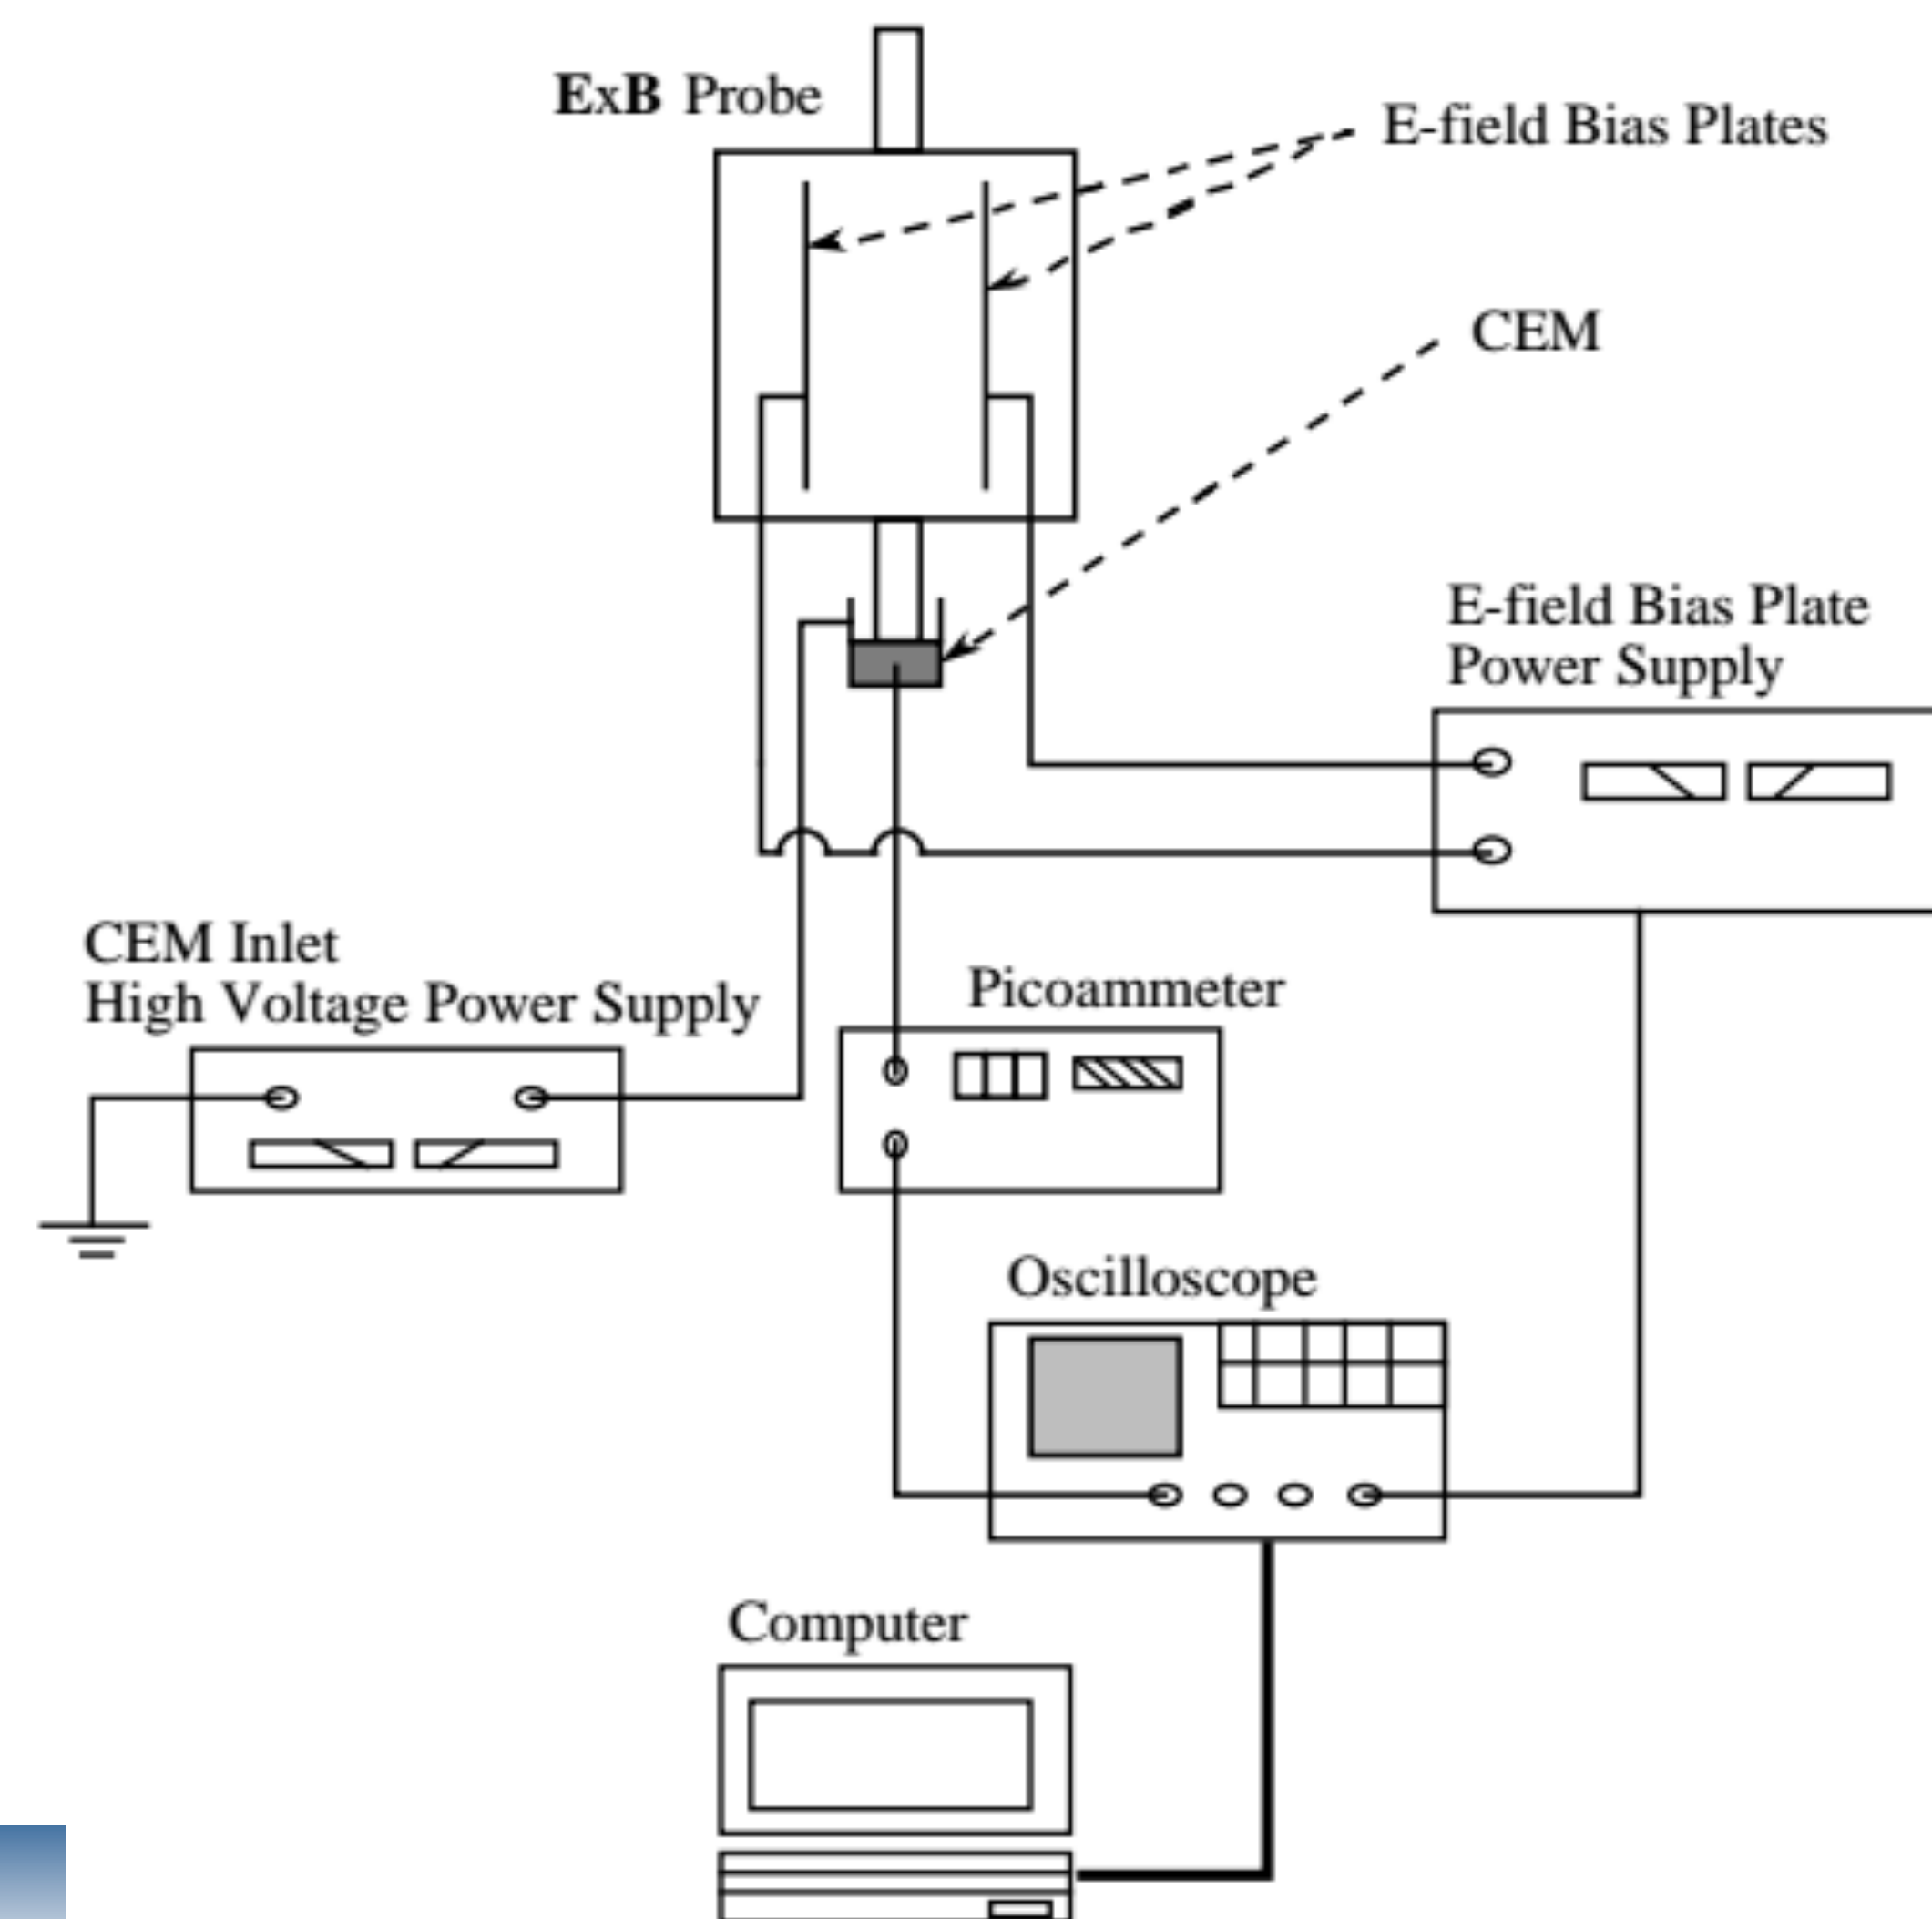 ExB Probe
E-field Bias Plates
CEM
E-field Bias Plate
Power Supply
CEM Inlet
High Voltage Power Supply
Picoammeter
Oscilloscope
Computer